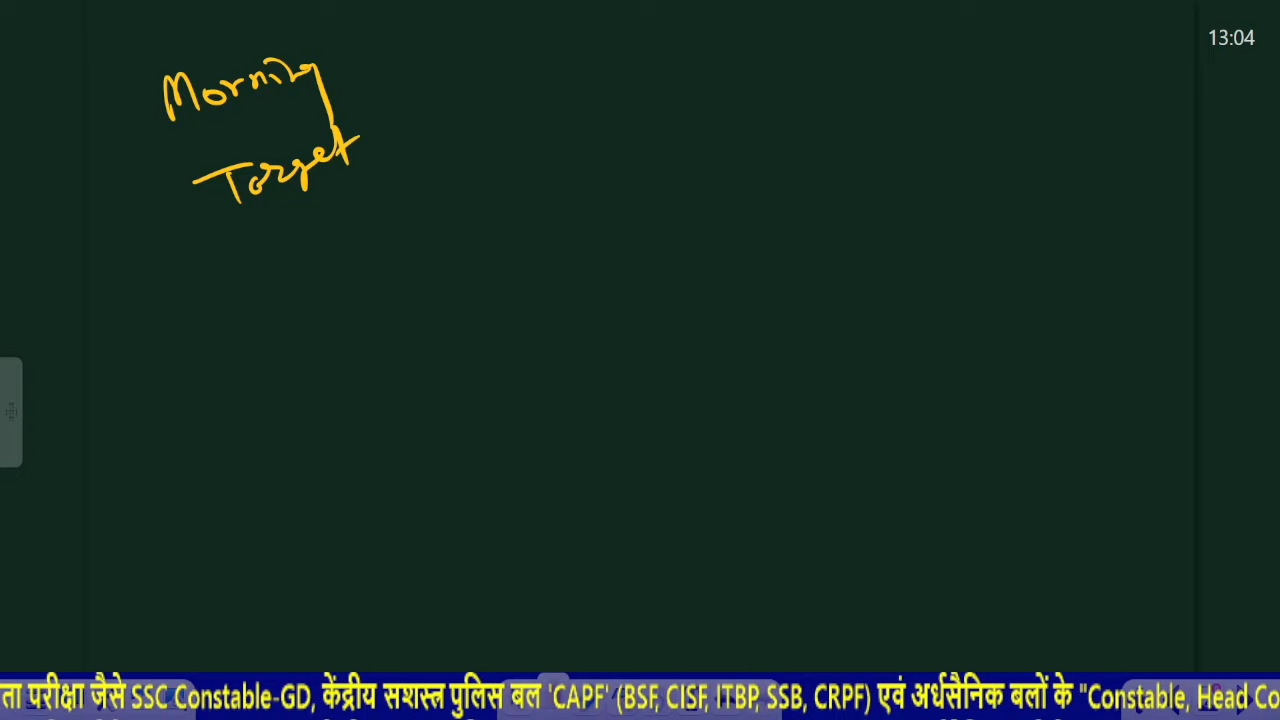 13:04
Morning
Target
ता परीक्षा जैसे SSC Constable-GD, केंद्रीय सशस्त्र पुलिस बल 'CAPF' (BSF, CISF, ITBP, SSB, CRPF) एवं अर्धसैनिक बलों के "Constable, Head Co